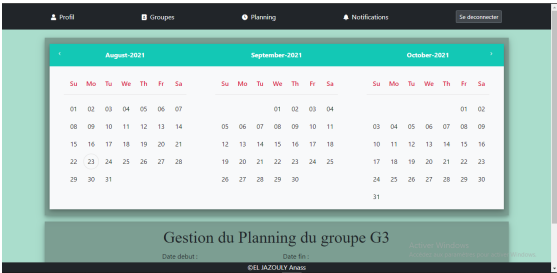 Profil Groupes Planning Notifications Se deconnecter
August-2021 September-2021 October-2021
Su Mo Tu We Th Fr Sa Su Mo Tu We Th Fr Sa Su Mo Tu We Th Fr Sa
01 02 03 04 05 06 07 01 02 03 04 01 02
08 09 10 11 12 13 14 05 06 07 08 09 10 11 03 04 05 06 07 08 09
15 16 17 18 19 20 21 12 13 14 15 16 17 18 10 11 12 13 14 15 16
22 23 24 25 26 27 28 19 20 21 22 23 24 25 17 18 19 20 21 22 23
29 30 31 26 27 28 29 30 24 25 26 27 28 29 30
31
Gestion du Planning du groupe G3
Activer Windows
Date debut : Date fin :
©EL JAZOULY Anass